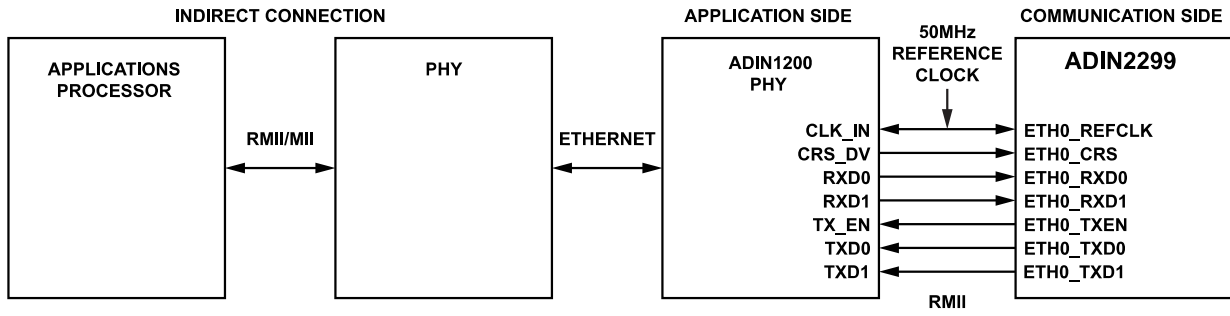 INDIRECT CONNECTION
APPLICATION SIDE
COMMUNICATION SIDE
APPLICATIONS
PROCESSOR
RMII/MII
PHY
ETHERNET
ADIN1200
PHY
CLK_IN
CRS_DV
RXD0
RXD1
TX_EN
TXD0
TXD1
50MHz
REFERENCE
CLOCK
RMII
ADIN2299
ETH0_REFCLK
ETH0_CRS
ETH0_RXD0
ETH0_RXD1
ETH0_TXEN
ETH0_TXD0
ETH0_TXD1